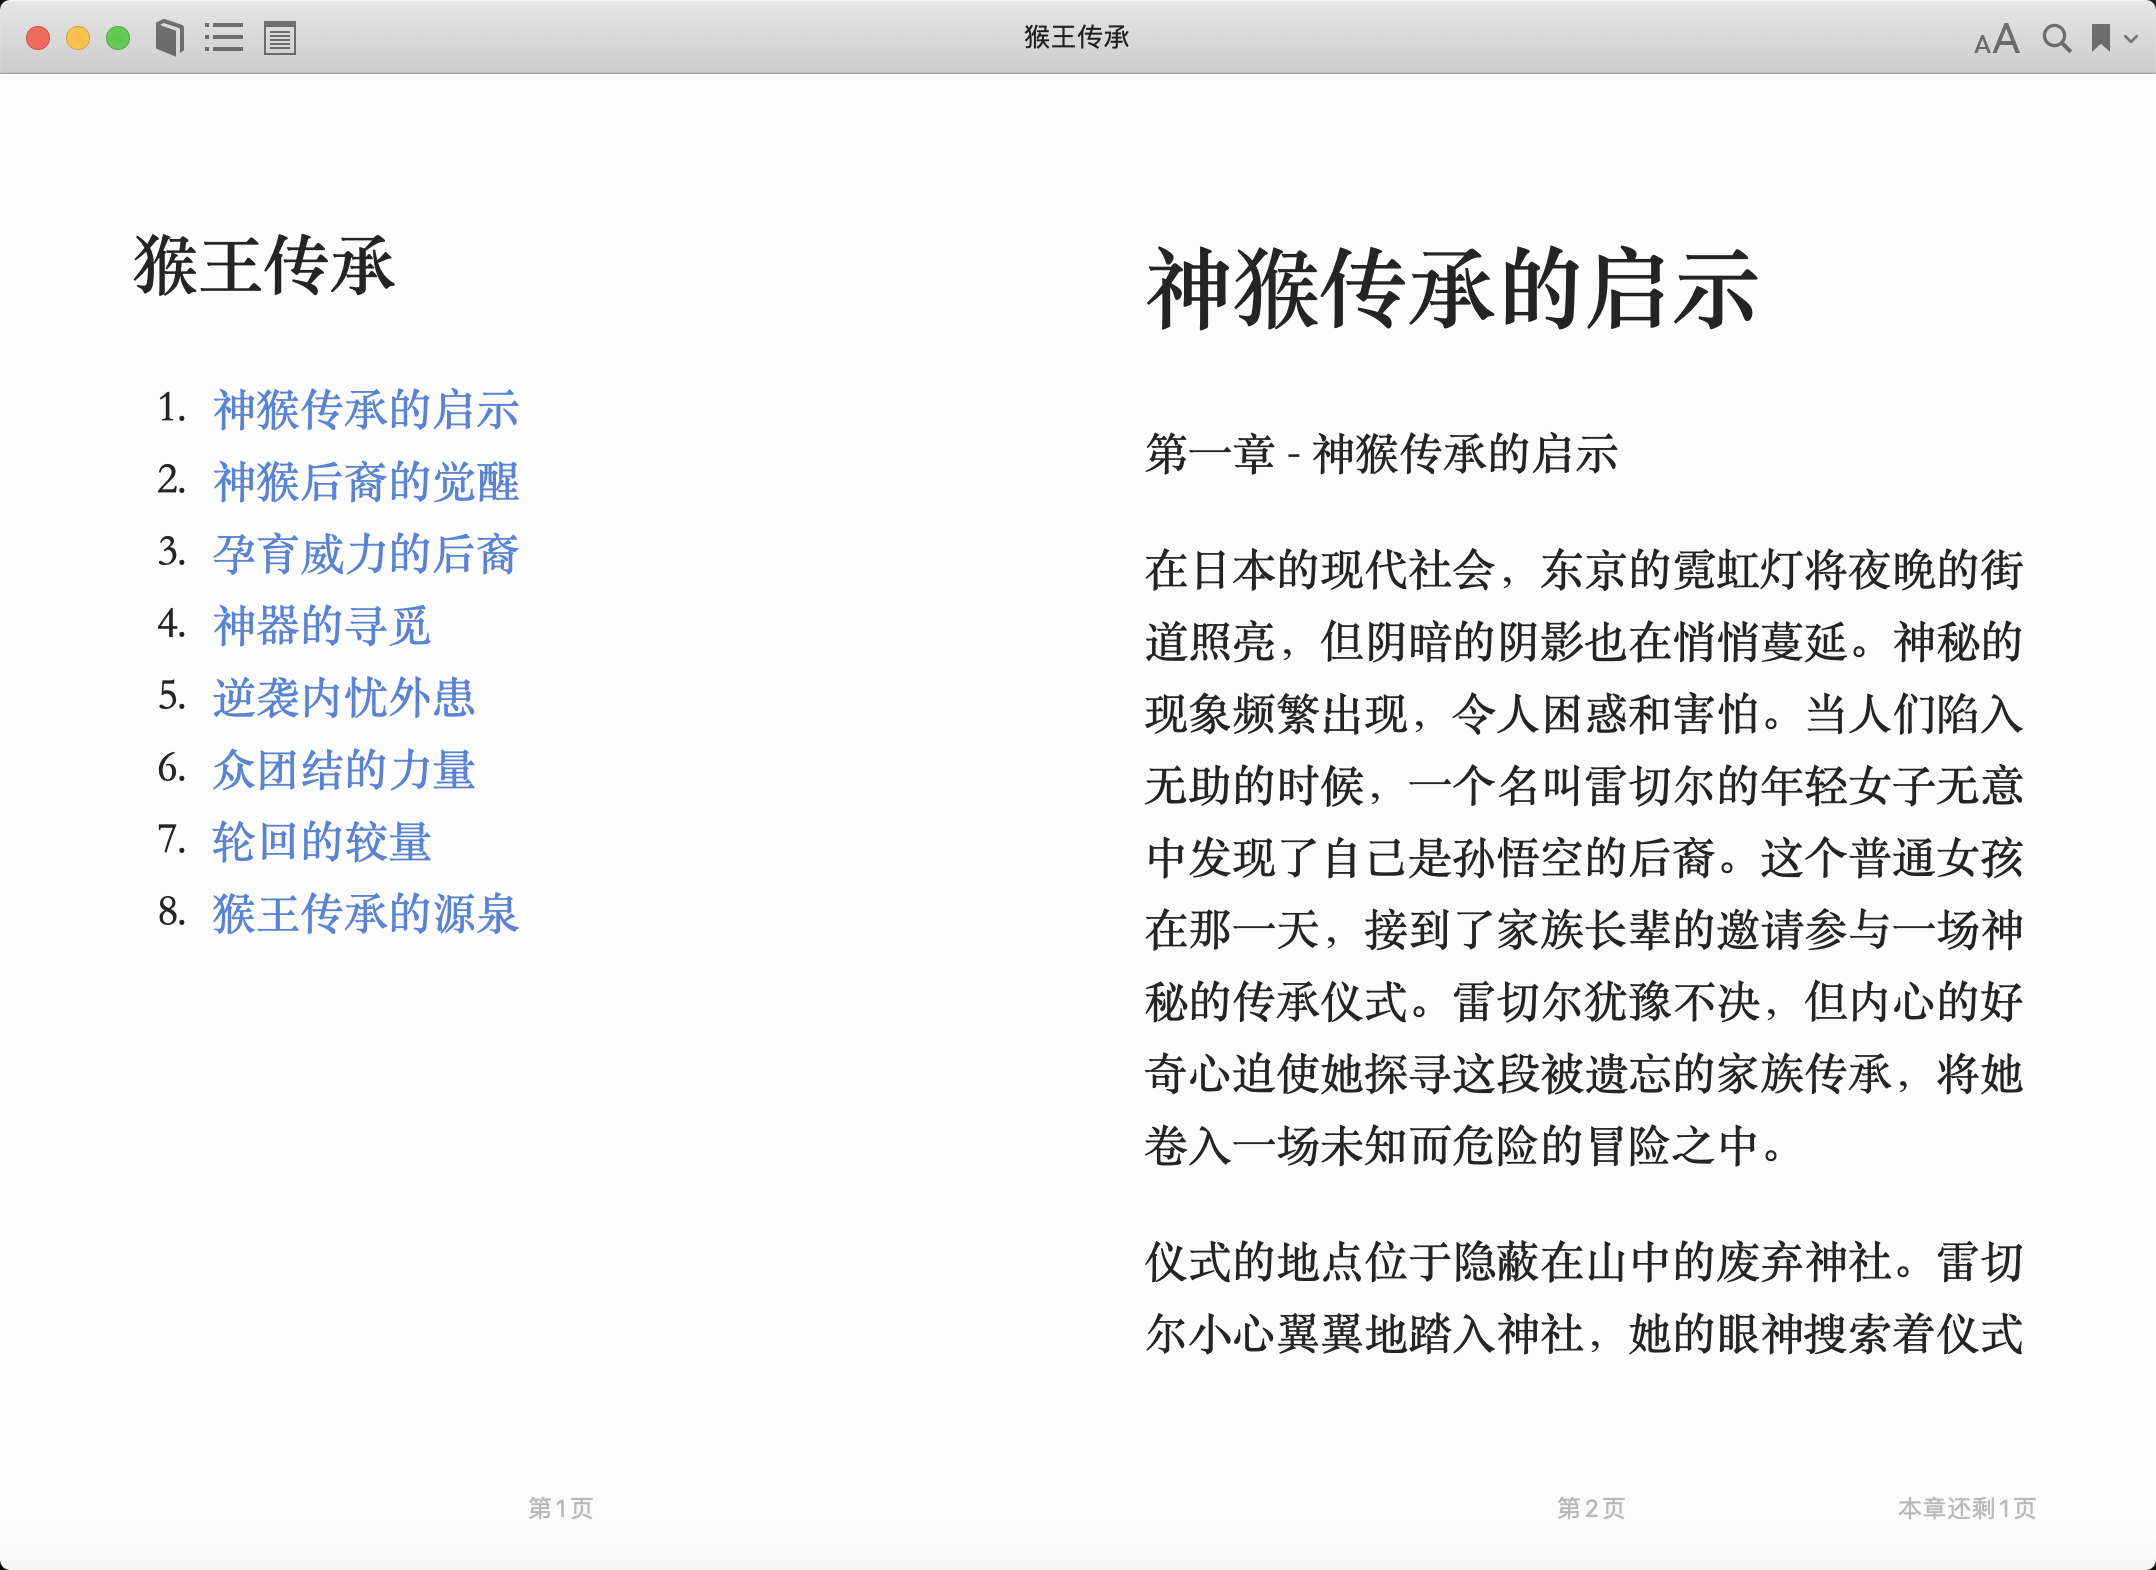 猴王传承
AA
猴王传承
1. 神猴传承的启示
2. 神猴后裔的觉醒
3. 孕育威力的后裔
4. 神器的寻觅
5. 逆袭内忧外患
6. 众团结的力量
7. 轮回的较量
8. 猴王传承的源泉
第1页
神猴传承的启示
第一章 - 神猴传承的启示
在日本的现代社会，东京的霓虹灯将夜晚的街
道照亮，但阴暗的阴影也在悄悄蔓延。神秘的
现象频繁出现，令人困惑和害怕。当人们陷入
无助的时候，一个名叫雷切尔的年轻女子无意
中发现了自己是孙悟空的后裔。这个普通女孩
在那一天，接到了家族长辈的邀请参与一场神
秘的传承仪式。雷切尔犹豫不决，但内心的好
奇心迫使她探寻这段被遗忘的家族传承，将她
卷入一场未知而危险的冒险之中。
仪式的地点位于隐蔽在山中的废弃神社。雷切
尔小心翼翼地踏入神社，她的眼神搜索着仪式
第2页
本章还剩1页